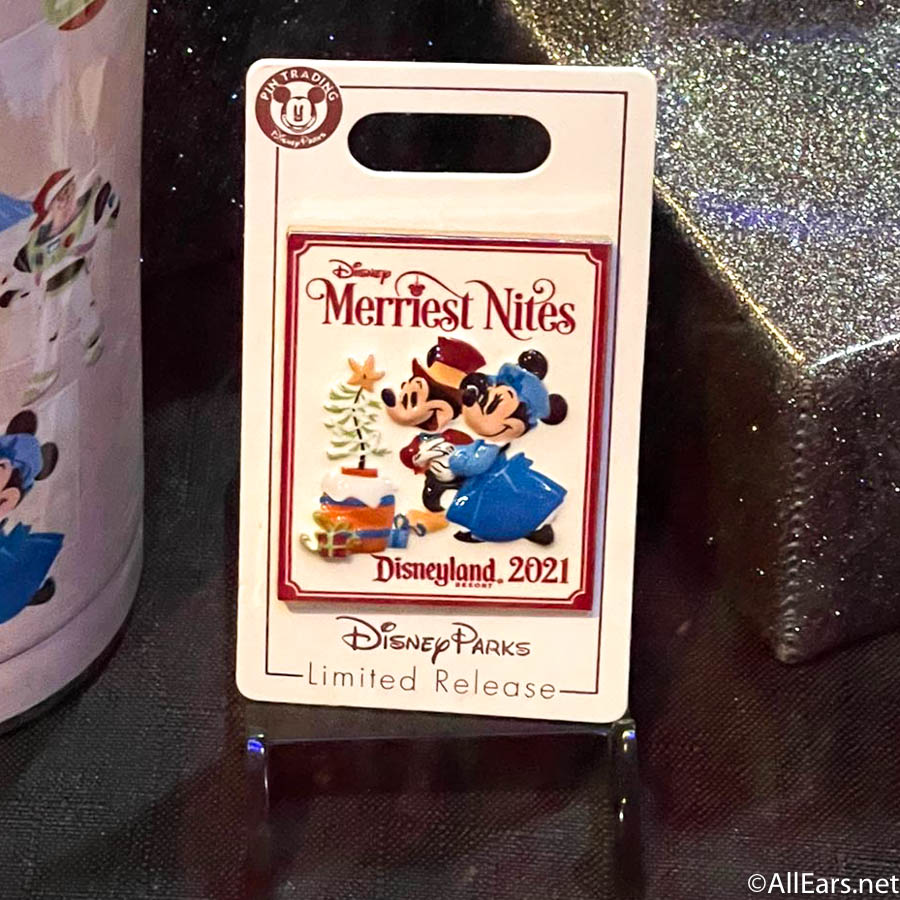 PIN TRADING
Disney Parks
Disney
Merriest Nites
Disneyland®
RESORT
2021
Disney Parks
Limited Release
©AllEars.net